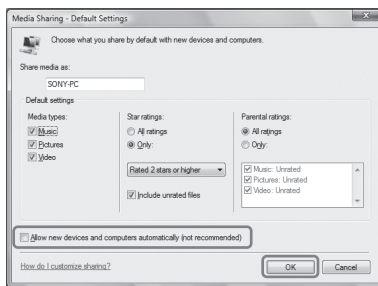 Media Sharing - Default Settings
Choose what you share by default with new devices and computers.
Share media as:
SONY-PC
Default settings
Media types:
Music
Pictures
Video
Star ratings:
All ratings
Only:
Rated 2 stars or higher
Include unrated files
Parental ratings:
All ratings
Only:
Music: Unrated
Pictures: Unrated
Video: Unrated
Allow new devices and computers automatically (not recommended)
How do I customize sharing?
OK
Cancel